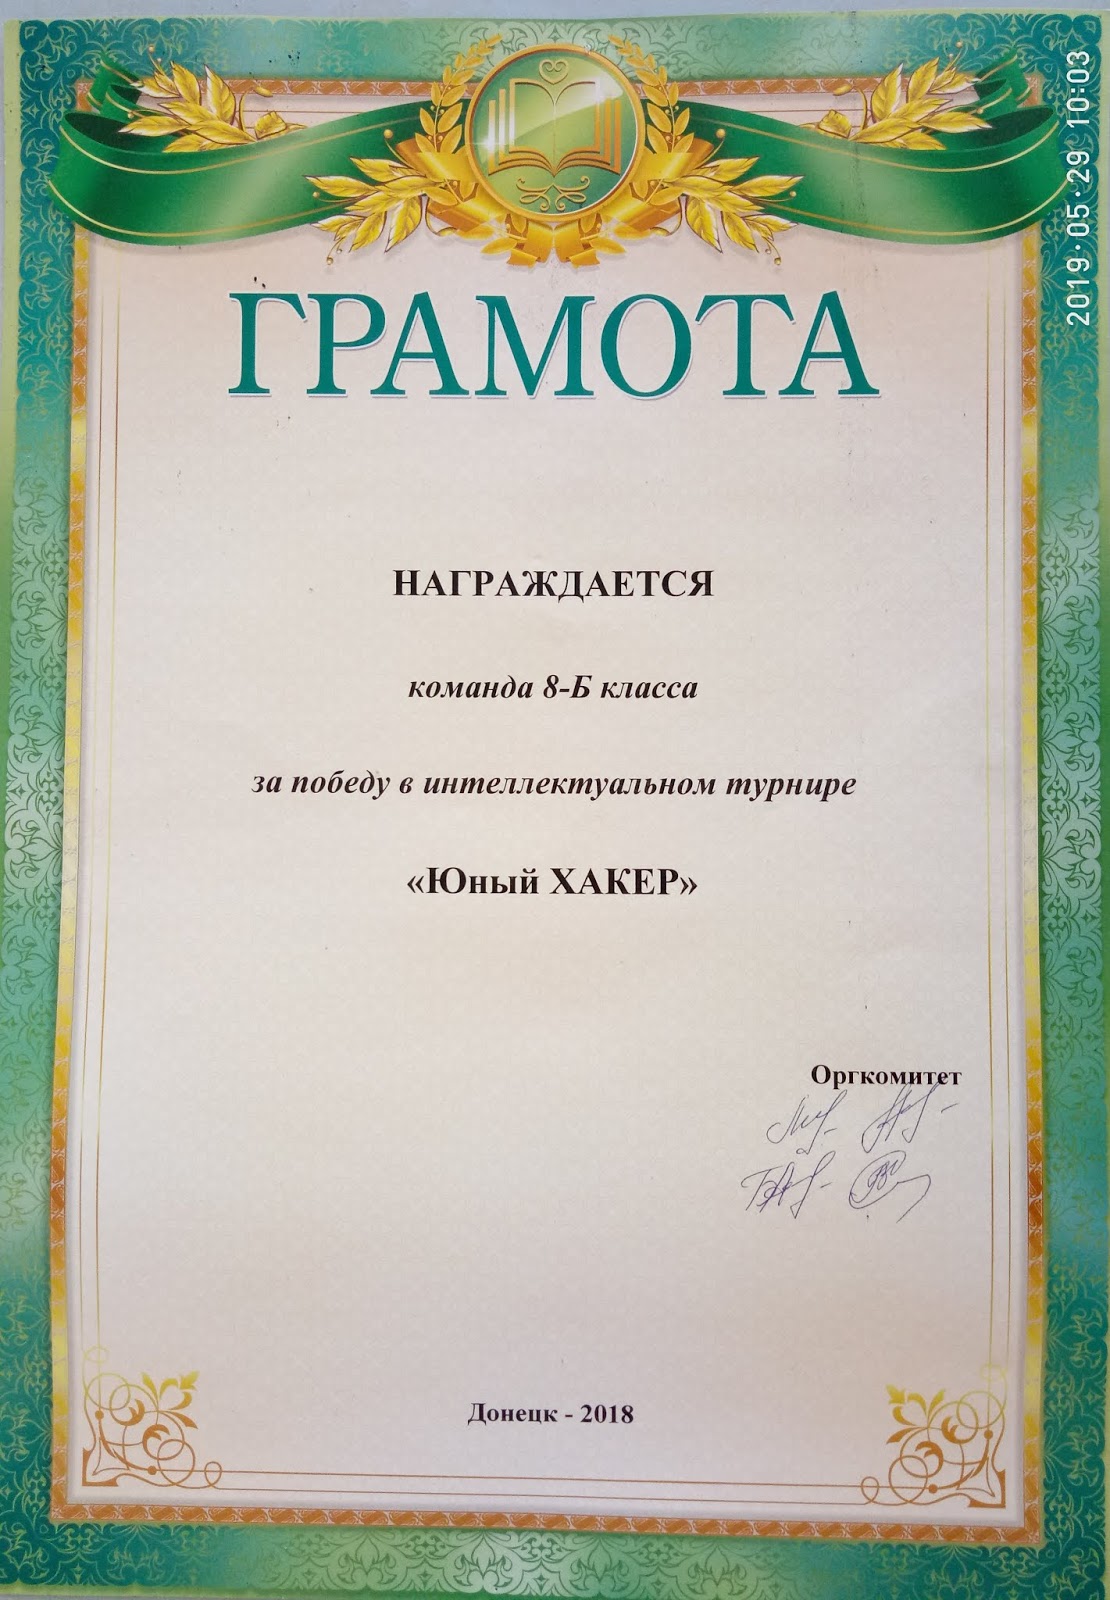 ГРАМОТА
НАГРАЖДАЕТСЯ
команда 8-Б класса
за победу в интеллектуальном турнире
«Юный ХАКЕР»
Оргкомитет
Донецк - 2018
2019·05·29 10:03